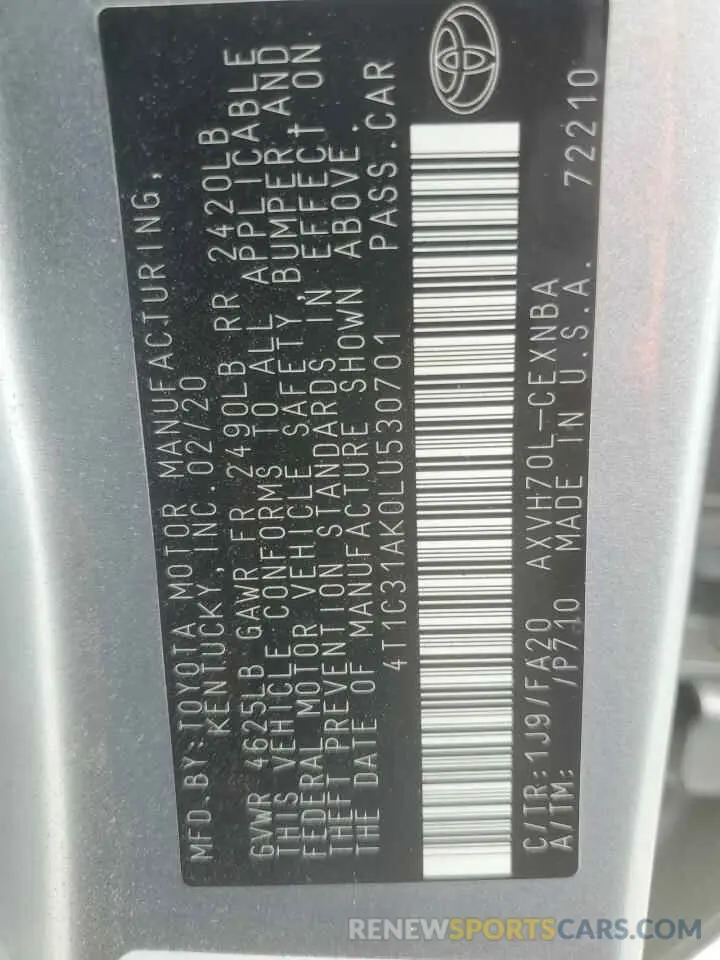 MFD.BY:TOYOTA MOTOR MANUFACTURING,
KENTUCKY,INC.02/20
GVWR 4625LB GAWR FR 2490LB RR 2420LB
THIS VEHICLE CONFORMS TO ALL APPLICABLE
FEDERAL MOTOR VEHICLE SAFETY,BUMPER,AND
THEFT PREVENTION STANDARDS IN EFFECT ON
THE DATE OF MANUFACTURE SHOWN ABOVE.
4T1C31AK0LU530701 PASS.CAR
C/TR:1J9/FA20 AXVH70L-CEXNBA
A/TM: /P710 MADE IN U.S.A. 72210
RENEWSPORTSCARS.COM